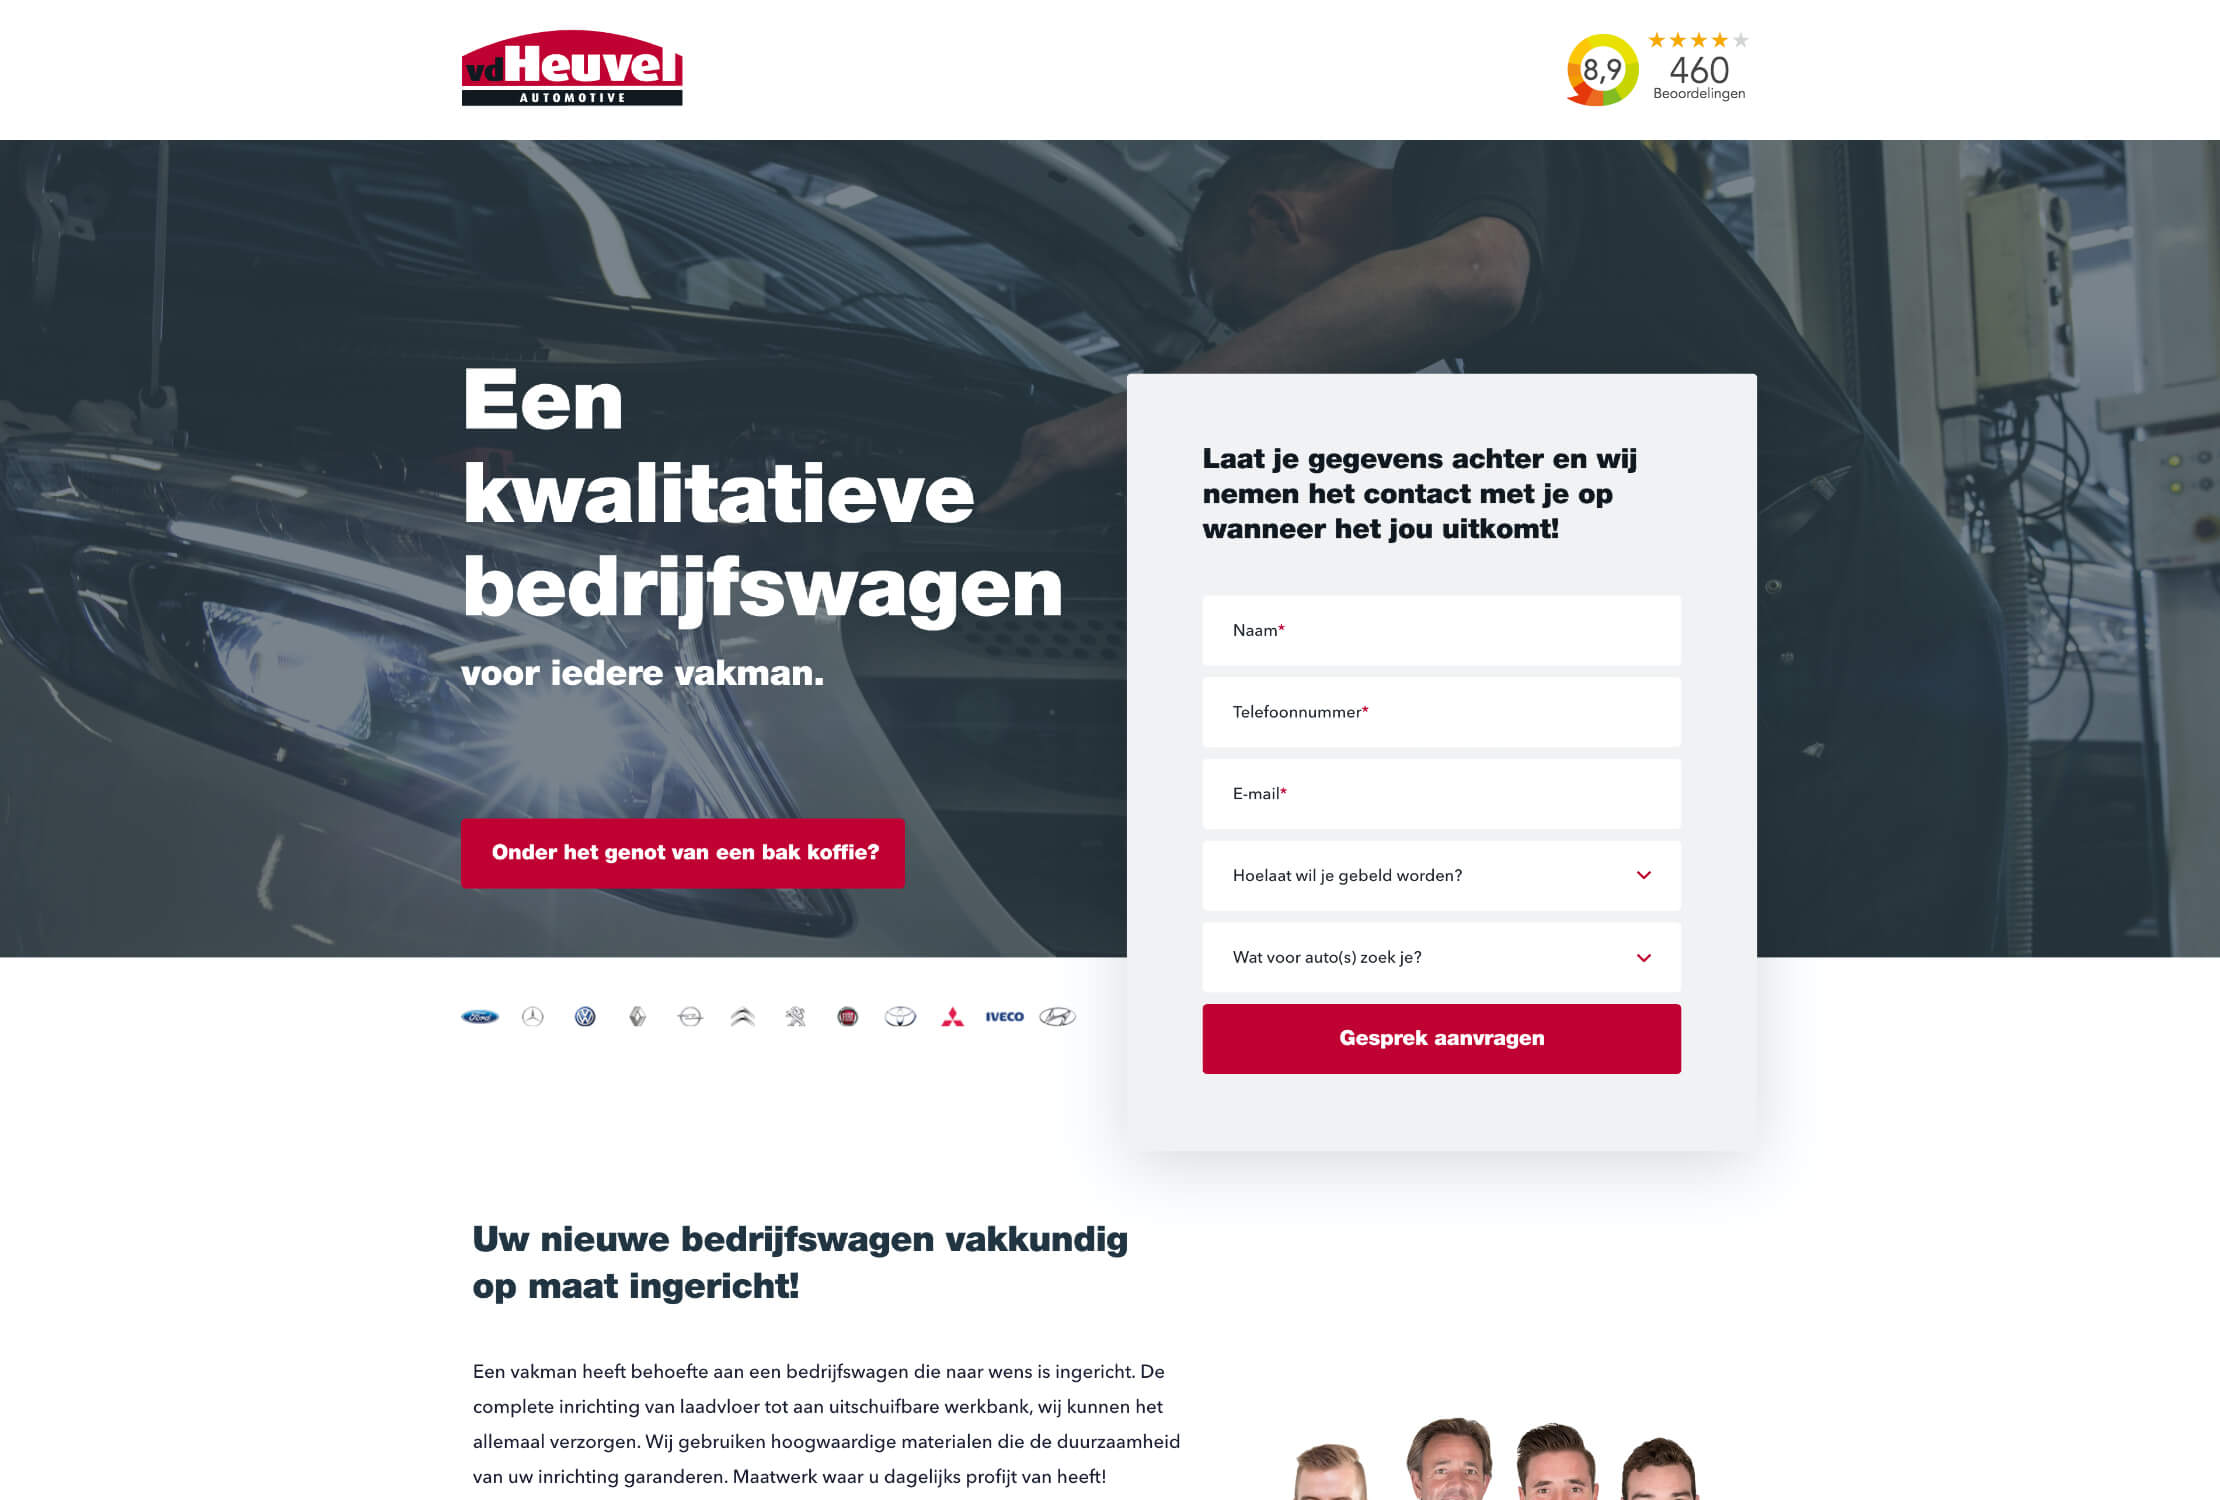 vdHeuvel
AUTOMOTIVE
8,9
460
Beoordelingen
Een
kwalitatieve
bedrijfswagen
voor iedere vakman.
Onder het genot van een bak koffie?
Laat je gegevens achter en wij
nemen het contact met je op
wanneer het jou uitkomt!
Naam*
Telefoonnummer*
E-mail*
Hoelaat wil je gebeld worden?
Wat voor auto(s) zoek je?
Gesprek aanvragen
Ford
FIAT
IVECO
Uw nieuwe bedrijfswagen vakkundig
op maat ingericht!
Een vakman heeft behoefte aan een bedrijfswagen die naar wens is ingericht. De
complete inrichting van laadvloer tot aan uitschuifbare werkbank, wij kunnen het
allemaal verzorgen. Wij gebruiken hoogwaardige materialen die de duurzaamheid
van uw inrichting garanderen. Maatwerk waar u dagelijks profijt van heeft!